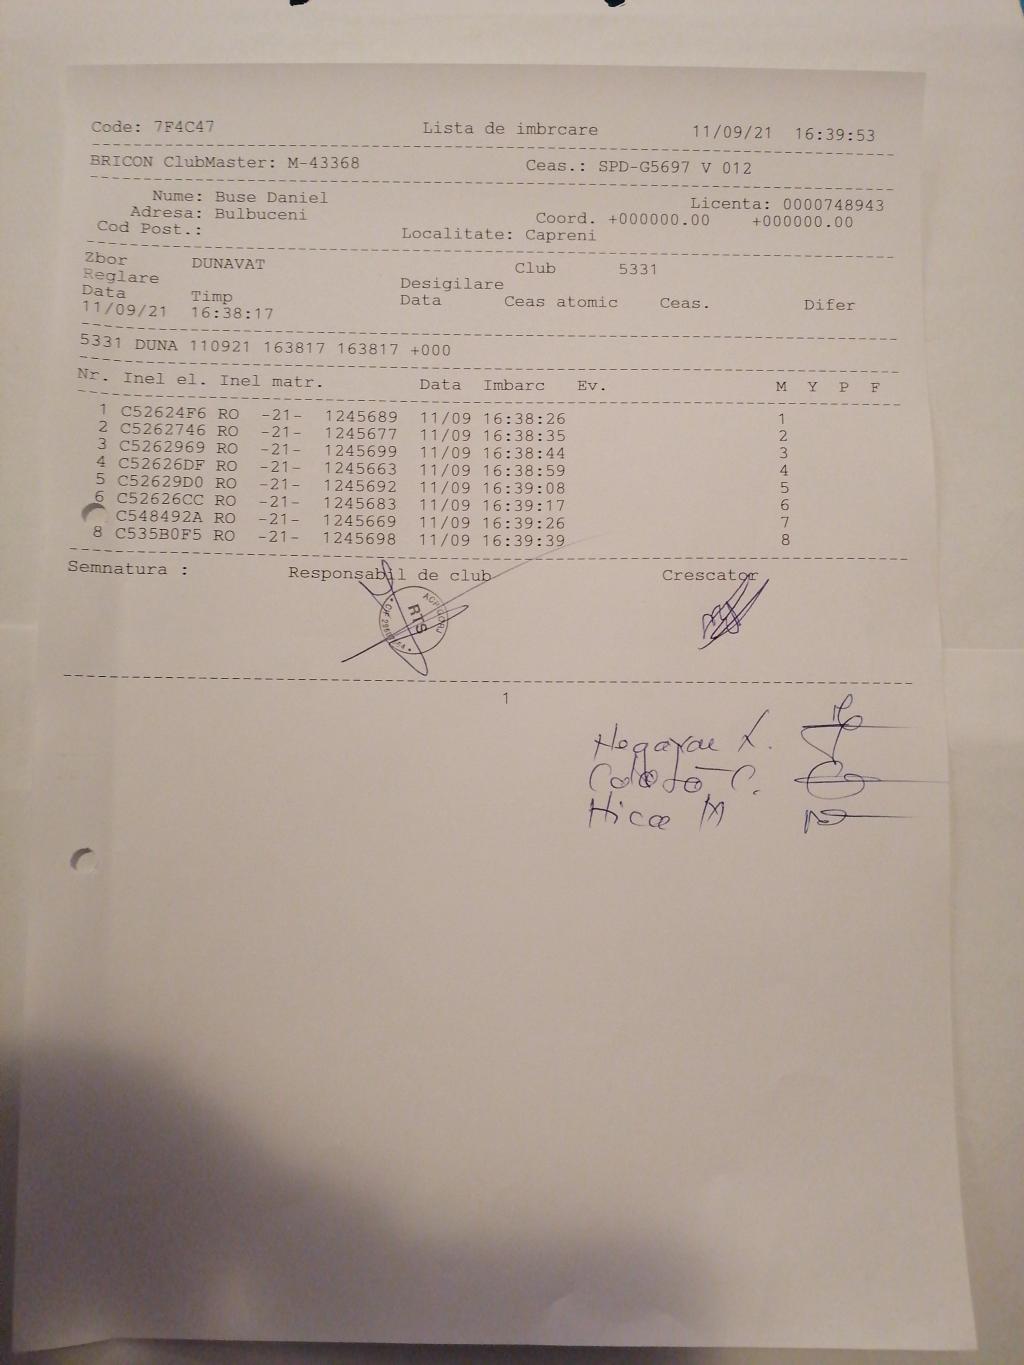 Code: 7F4C47 Lista de imbrcare 11/09/21 16:39:53
BRICON ClubMaster: M-43368 Ceas.: SPD-G5697 V 012
Nume: Buse Daniel Licenta: 0000748943
Adresa: Bulbuceni Coord. +000000.00 +000000.00
Cod Post.: Localitate: Capreni
Zbor DUNAVAT Club 5331
Reglare Desigilare
Data Timp Data Ceas atomic Ceas. Difer
11/09/21 16:38:17
5331 DUNA 110921 163817 163817 +000
Nr. Inel el. Inel matr. Data Imbarc Ev. M Y P F
1 C52624F6 RO -21- 1245689 11/09 16:38:26 1
2 C5262746 RO -21- 1245677 11/09 16:38:35 2
3 C5262969 RO -21- 1245699 11/09 16:38:44 3
4 C52626DF RO -21- 1245663 11/09 16:38:59 4
5 C52629D0 RO -21- 1245692 11/09 16:39:08 5
6 C52626CC RO -21- 1245683 11/09 16:39:17 6
C548492A RO -21- 1245669 11/09 16:39:26 7
8 C535B0F5 RO -21- 1245698 11/09 16:39:39 8
Semnatura : Responsabil de club Crescator
RTS
1
Hica M